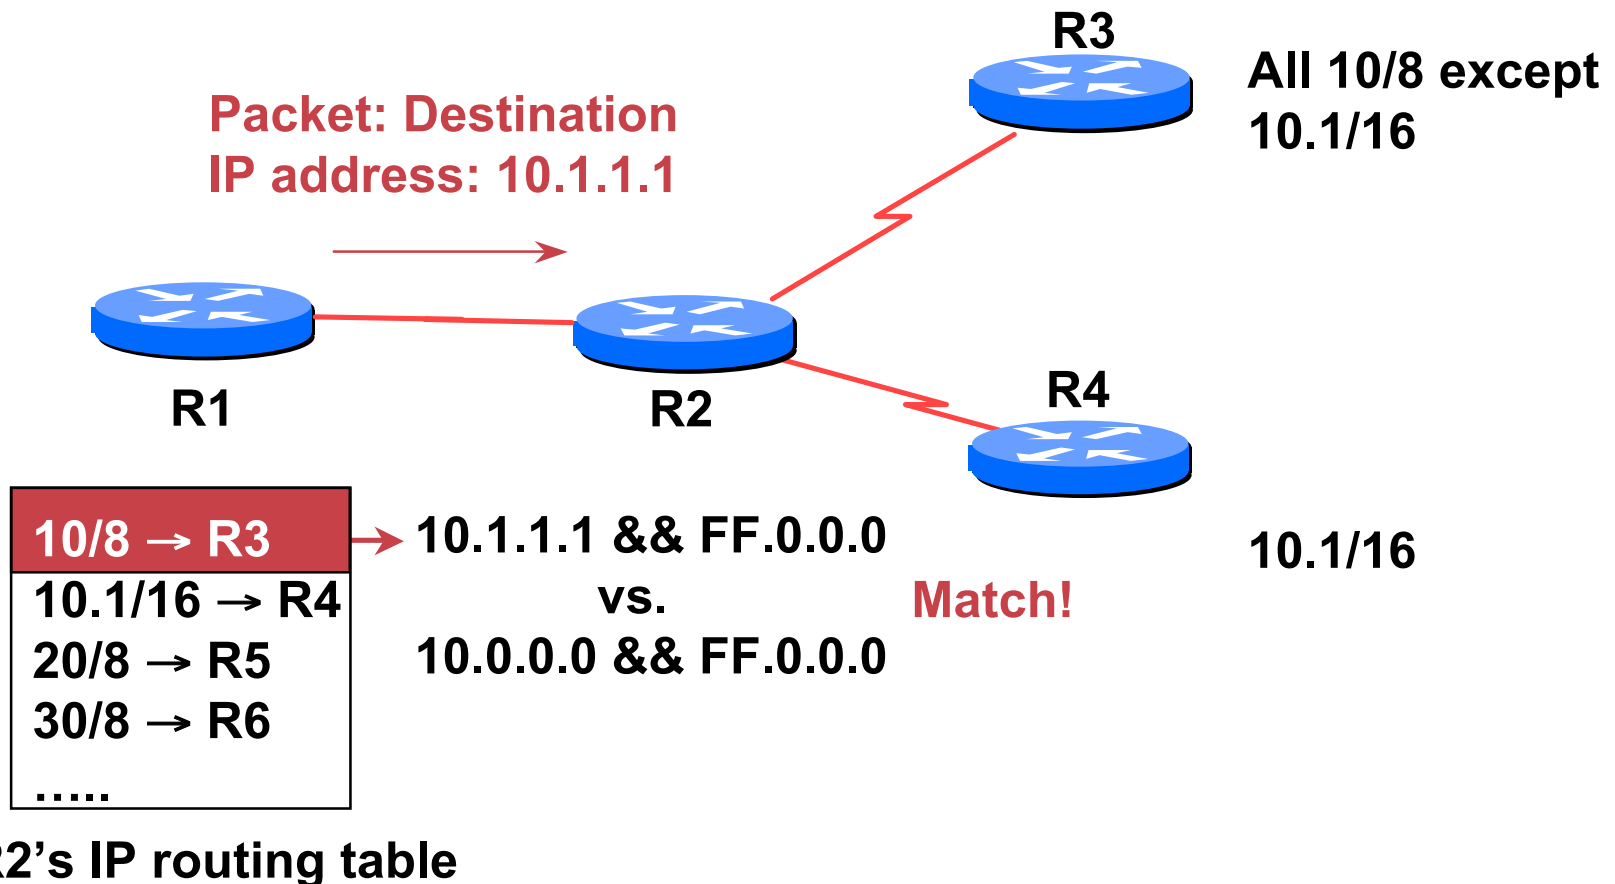 R3
All 10/8 except
10.1/16
Packet: Destination
IP address: 10.1.1.1
R1
R2
R4
10/8 → R3
10.1/16 → R4
20/8 → R5
30/8 → R6
.....
10.1.1.1 && FF.0.0.0
vs.
10.0.0.0 && FF.0.0.0
Match!
10.1/16
R2’s IP routing table